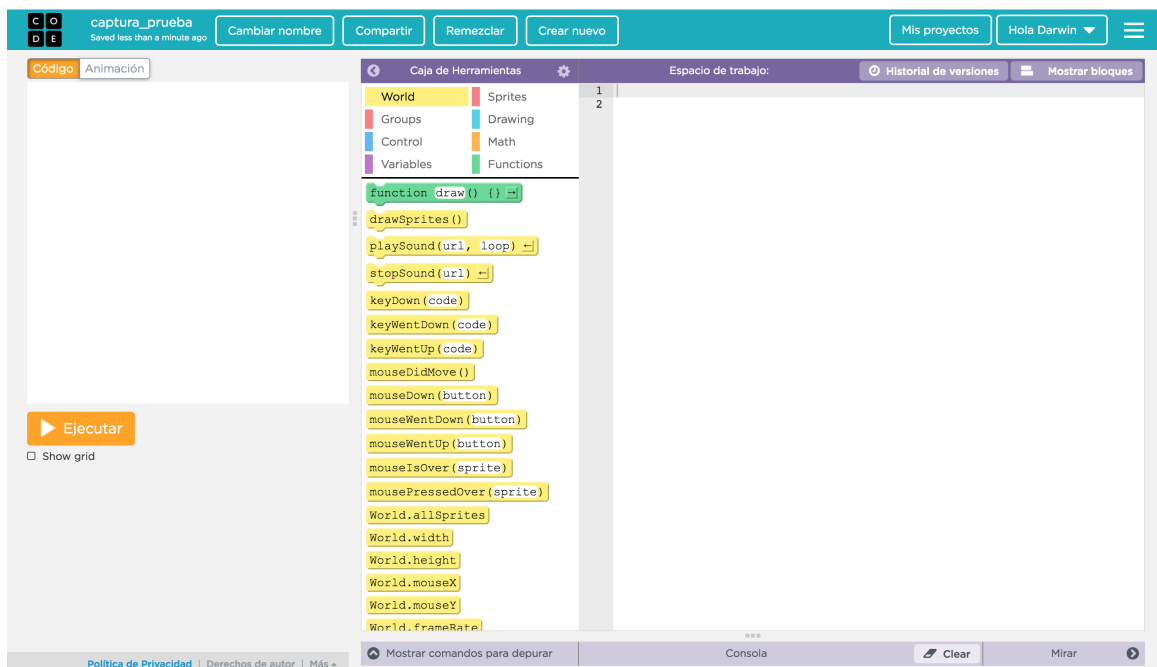 C O
D E
captura_prueba
Saved less than a minute ago
Cambiar nombre
Compartir
Remezclar
Crear nuevo
Mis proyectos
Hola Darwin
Código
Animación
Caja de Herramientas
Espacio de trabajo:
Historial de versiones
Mostrar bloques
World
Sprites
Groups
Drawing
Control
Math
Variables
Functions
1
2
function draw() {}
drawSprites()
playSound(url, loop)
stopSound(url)
keyDown(code)
keyWentDown(code)
keyWentUp(code)
mouseDidMove()
mouseDown(button)
mouseWentDown(button)
mouseWentUp(button)
mouseIsOver(sprite)
mousePressedOver(sprite)
World.allSprites
World.width
World.height
World.mouseX
World.mouseY
World.frameRate
Ejecutar
Show grid
Política de Privacidad | Derechos de autor | Más
Mostrar comandos para depurar
Consola
Clear
Mirar